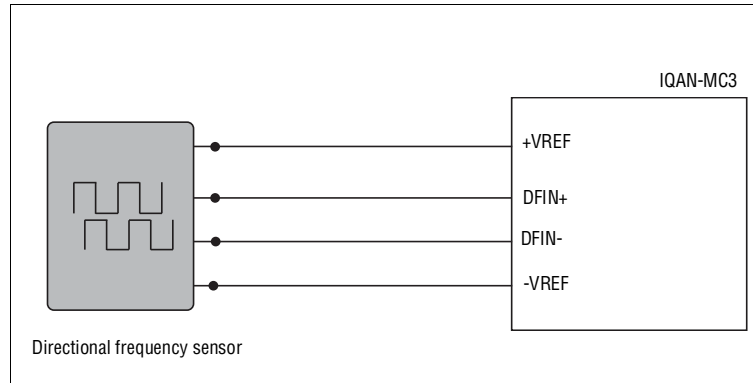 IQAN-MC3
+VREF
DFIN+
DFIN-
-VREF
Directional frequency sensor